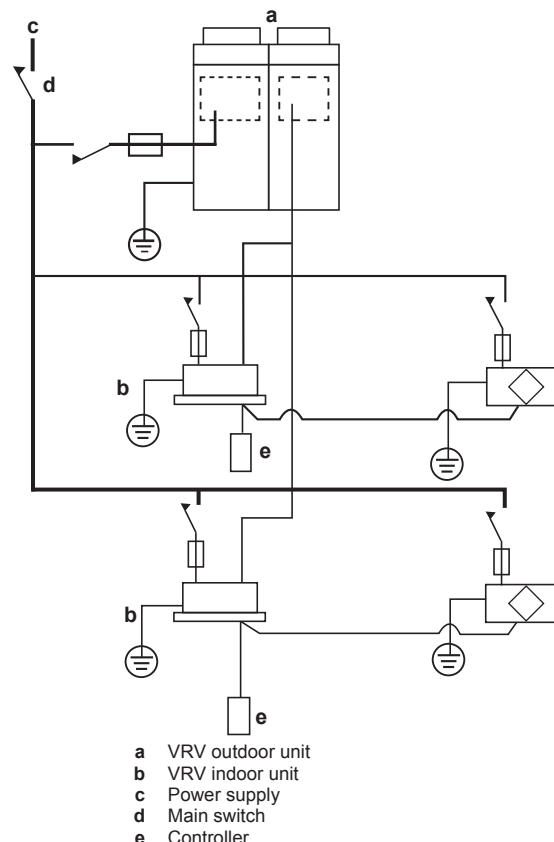 a
c
d
b
e
b
e
a VRV outdoor unit
b VRV indoor unit
c Power supply
d Main switch
e Controller